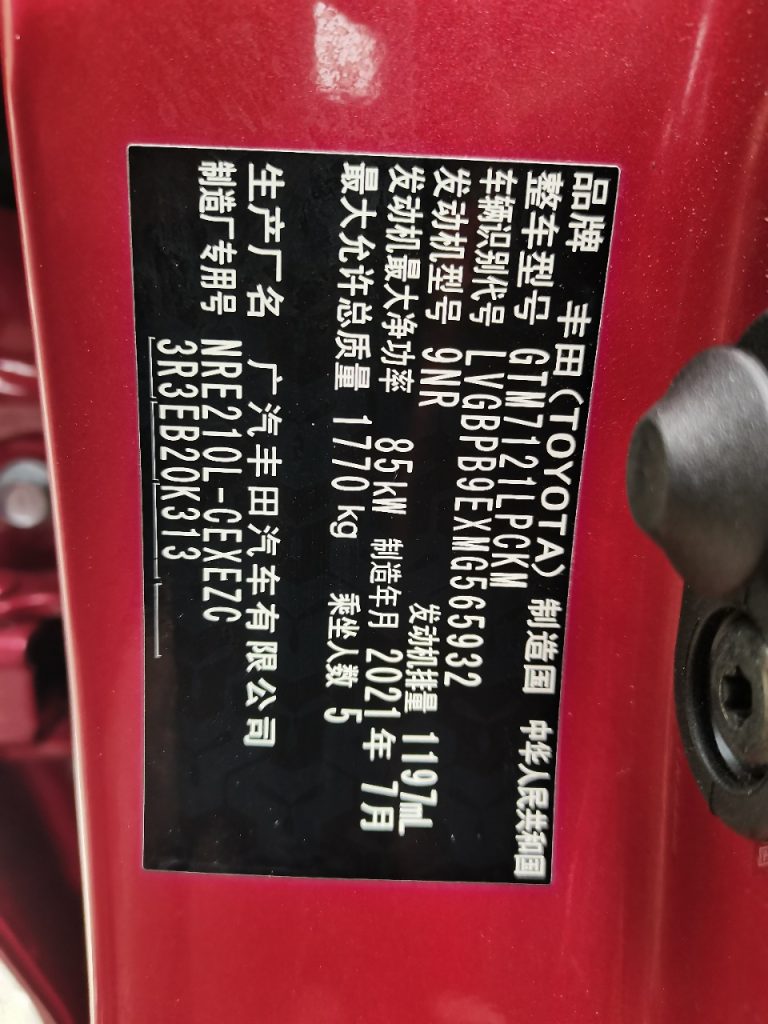 品牌 丰田(TOYOTA) 制造国 中华人民共和国
整车型号 GTM7121LPCKM
车辆识别代号 LVGBPB9EXMG565932
发动机型号 9NR 发动机排量 1197mL
发动机最大净功率 85kW 制造年月 2021年 7月
最大允许总质量 1770kg 乘坐人数 5
生产厂名 广汽丰田汽车有限公司
制造厂专用号 NRE210L-CEXEZC
3R3EB20K313